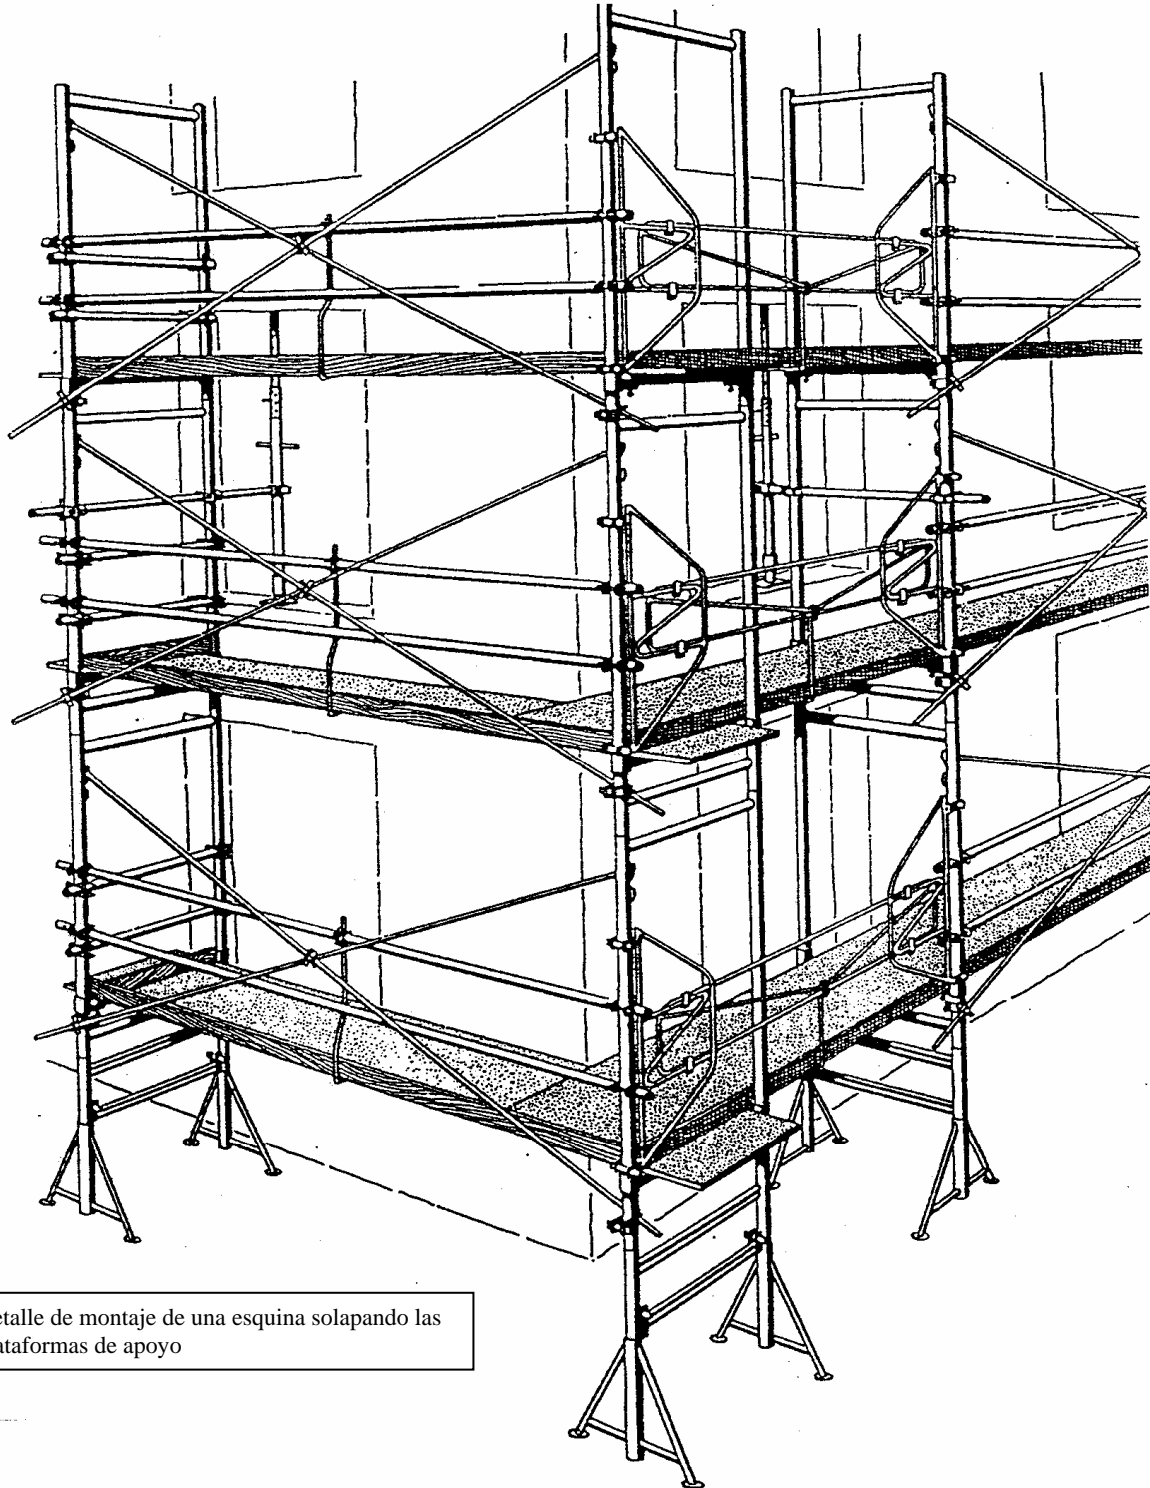 etalle de montaje de una esquina solapando las
ataformas de apoyo